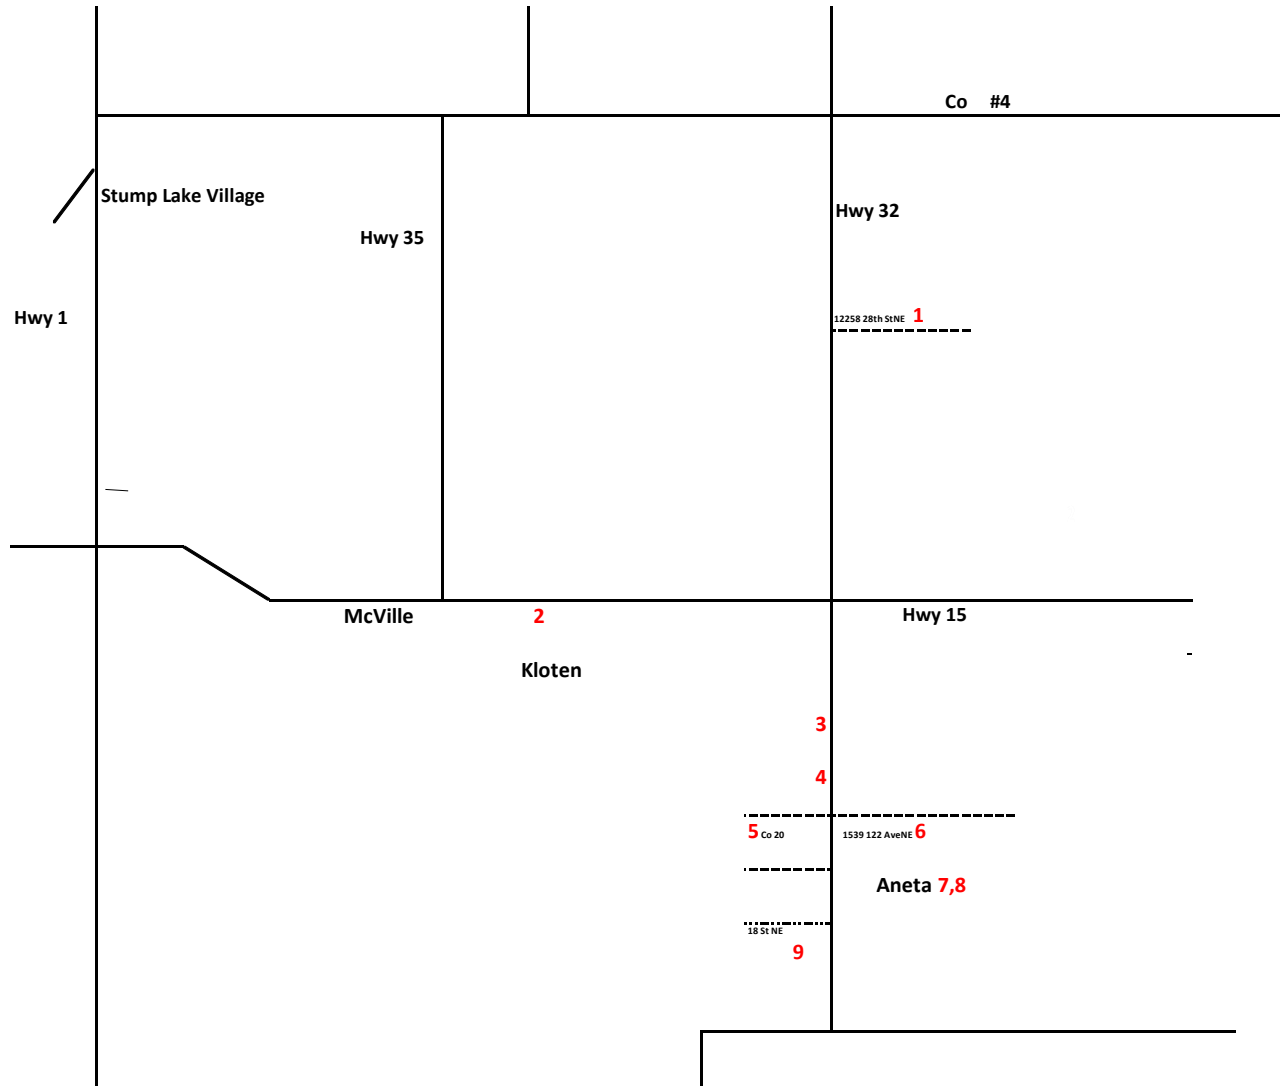 Co #4
Stump Lake Village
Hwy 32
Hwy 35
Hwy 1
12258 28th StNE 1
McVille 2 Hwy 15
Kloten
3
4
5 Co 20 1539 122 AveNE 6
Aneta 7,8
18 St NE
9